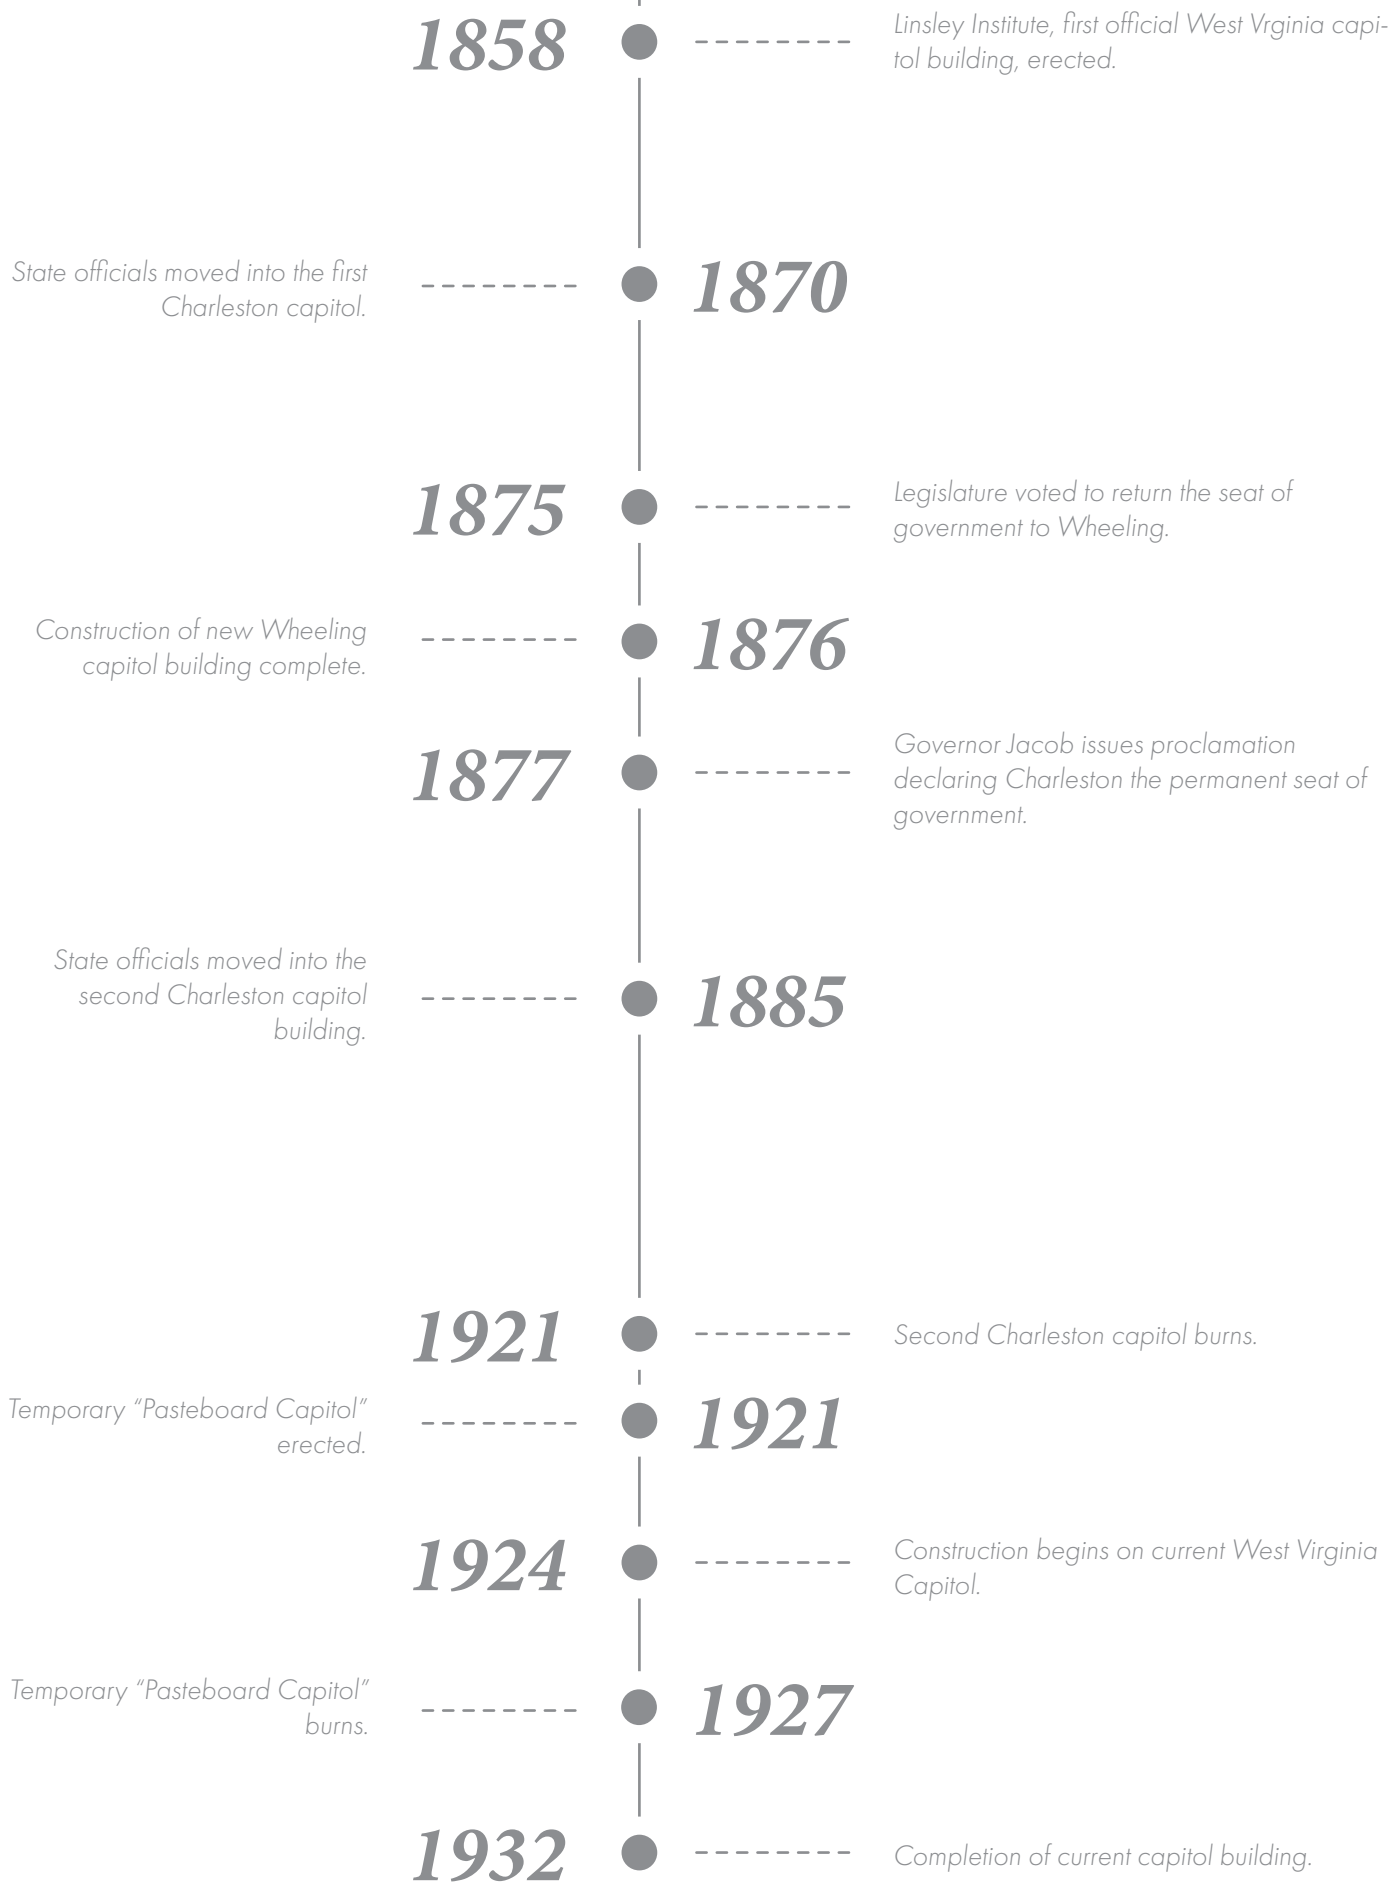 1858
Linsley Institute, first official West Vrginia capi-
tol building, erected.
State officials moved into the first
Charleston capitol.
1870
1875
Legislature voted to return the seat of
government to Wheeling.
Construction of new Wheeling
capitol building complete.
1876
1877
Governor Jacob issues proclamation
declaring Charleston the permanent seat of
government.
State officials moved into the
second Charleston capitol
building.
1885
1921
Second Charleston capitol burns.
Temporary “Pasteboard Capitol”
erected.
1921
1924
Construction begins on current West Virginia
Capitol.
Temporary “Pasteboard Capitol”
burns.
1927
1932
Completion of current capitol building.